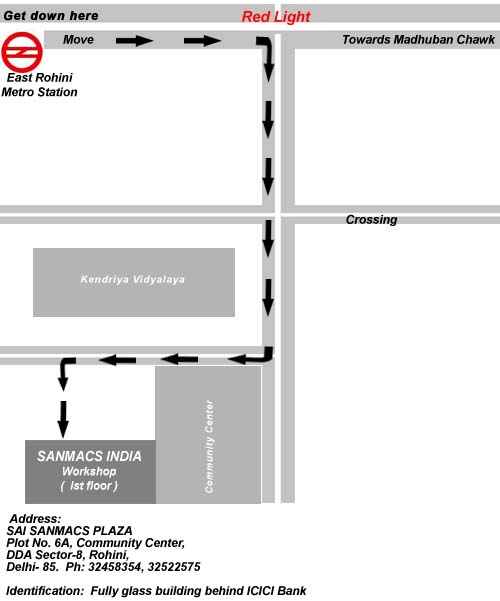 Get down here
Red Light
Move
Towards Madhuban Chawk
East Rohini
Metro Station
Crossing
Kendriya Vidyalaya
Community Center
SANMACS INDIA
Workshop
( Ist floor )
Address:
SAI SANMACS PLAZA
Plot No. 6A, Community Center,
DDA Sector-8, Rohini,
Delhi- 85. Ph: 32458354, 32522575
Identification: Fully glass building behind ICICI Bank